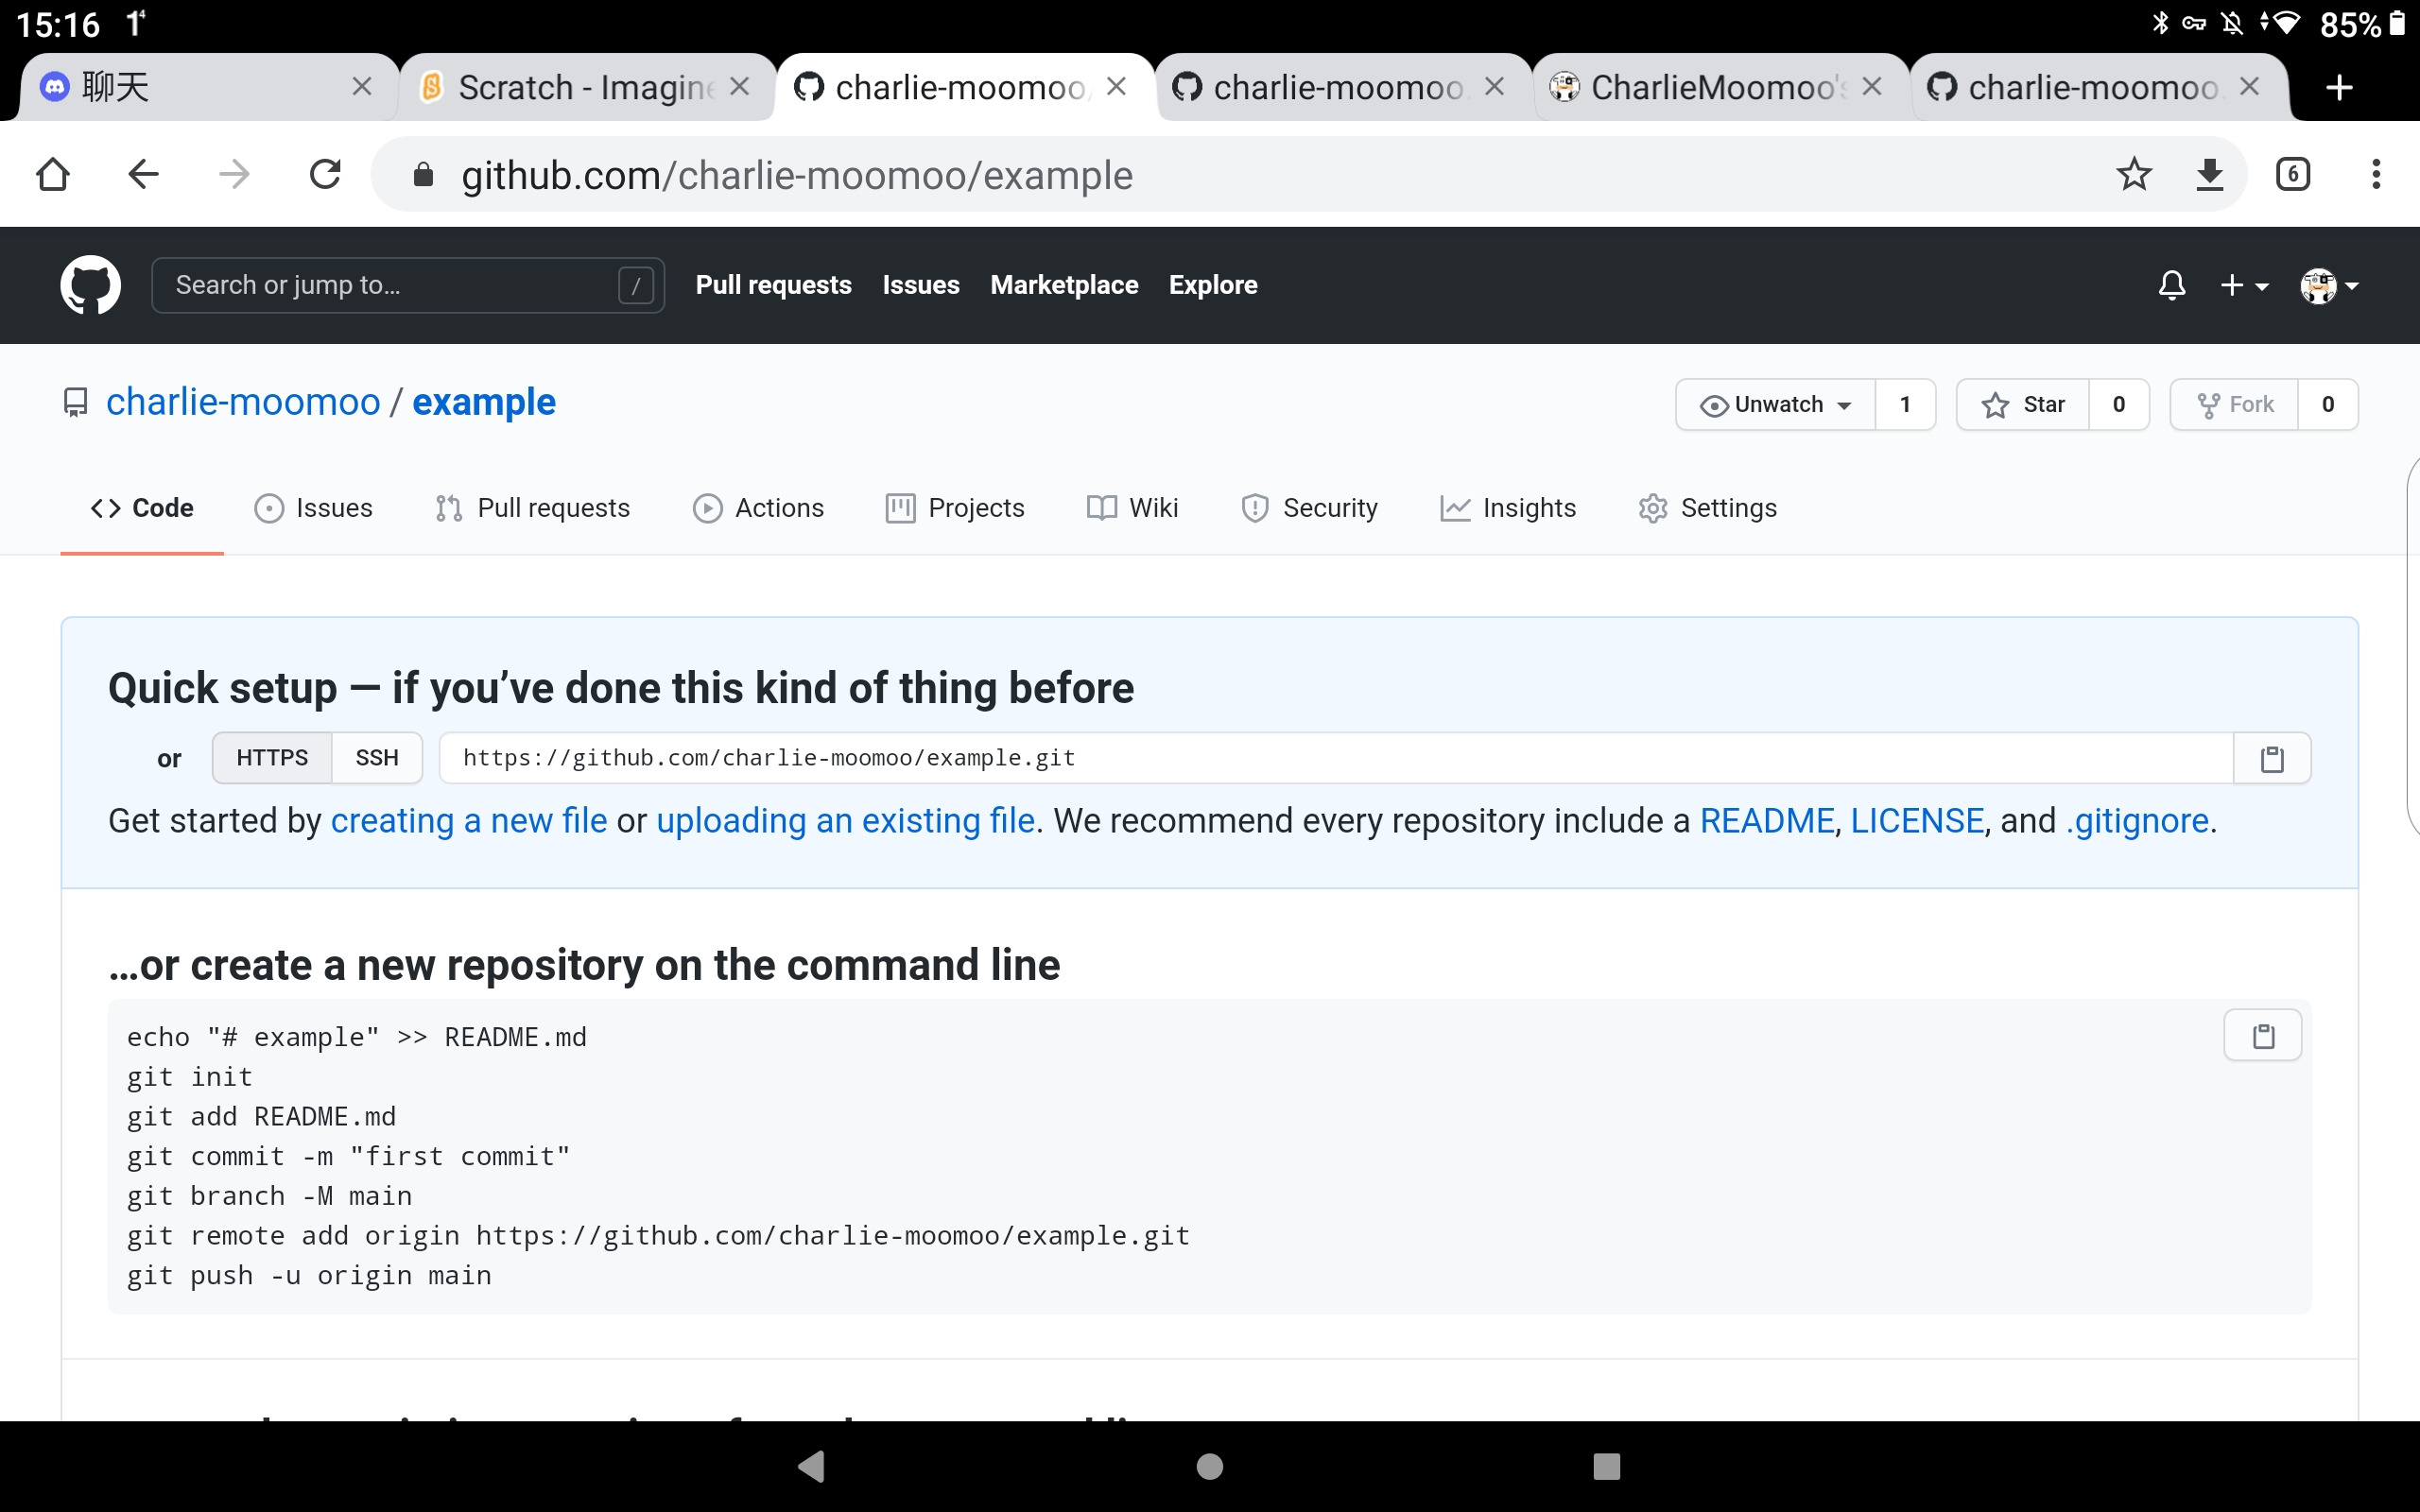 15:16 1 4 85%
聊天 Scratch - Imagine charlie-moomoo/ charlie-moomoo. CharlieMoomoo's charlie-moomoo.
github.com/charlie-moomoo/example 6
Search or jump to... / Pull requests Issues Marketplace Explore
charlie-moomoo / example Unwatch 1 Star 0 Fork 0
Code Issues Pull requests Actions Projects Wiki Security Insights Settings
Quick setup — if you’ve done this kind of thing before
or HTTPS SSH https://github.com/charlie-moomoo/example.git
Get started by creating a new file or uploading an existing file. We recommend every repository include a README, LICENSE, and .gitignore.
…or create a new repository on the command line
echo "# example" >> README.md
git init
git add README.md
git commit -m "first commit"
git branch -M main
git remote add origin https://github.com/charlie-moomoo/example.git
git push -u origin main